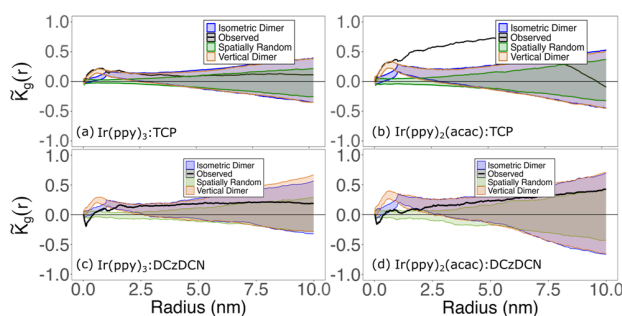 K̃g(r)
1.0
0.5
0.0
-0.5
-1.0
Isometric Dimer
Observed
Spatially Random
Vertical Dimer
(a) Ir(ppy)3:TCP
1.0
0.5
0.0
-0.5
-1.0
Isometric Dimer
Observed
Spatially Random
Vertical Dimer
(b) Ir(ppy)2(acac):TCP
K̃g(r)
1.0
0.5
0.0
-0.5
-1.0
Isometric Dimer
Observed
Spatially Random
Vertical Dimer
(c) Ir(ppy)3:DCzDCN
0.0 2.5 5.0 7.5 10.0
Radius (nm)
1.0
0.5
0.0
-0.5
-1.0
Isometric Dimer
Observed
Spatially Random
Vertical Dimer
(d) Ir(ppy)2(acac):DCzDCN
0.0 2.5 5.0 7.5 10.0
Radius (nm)